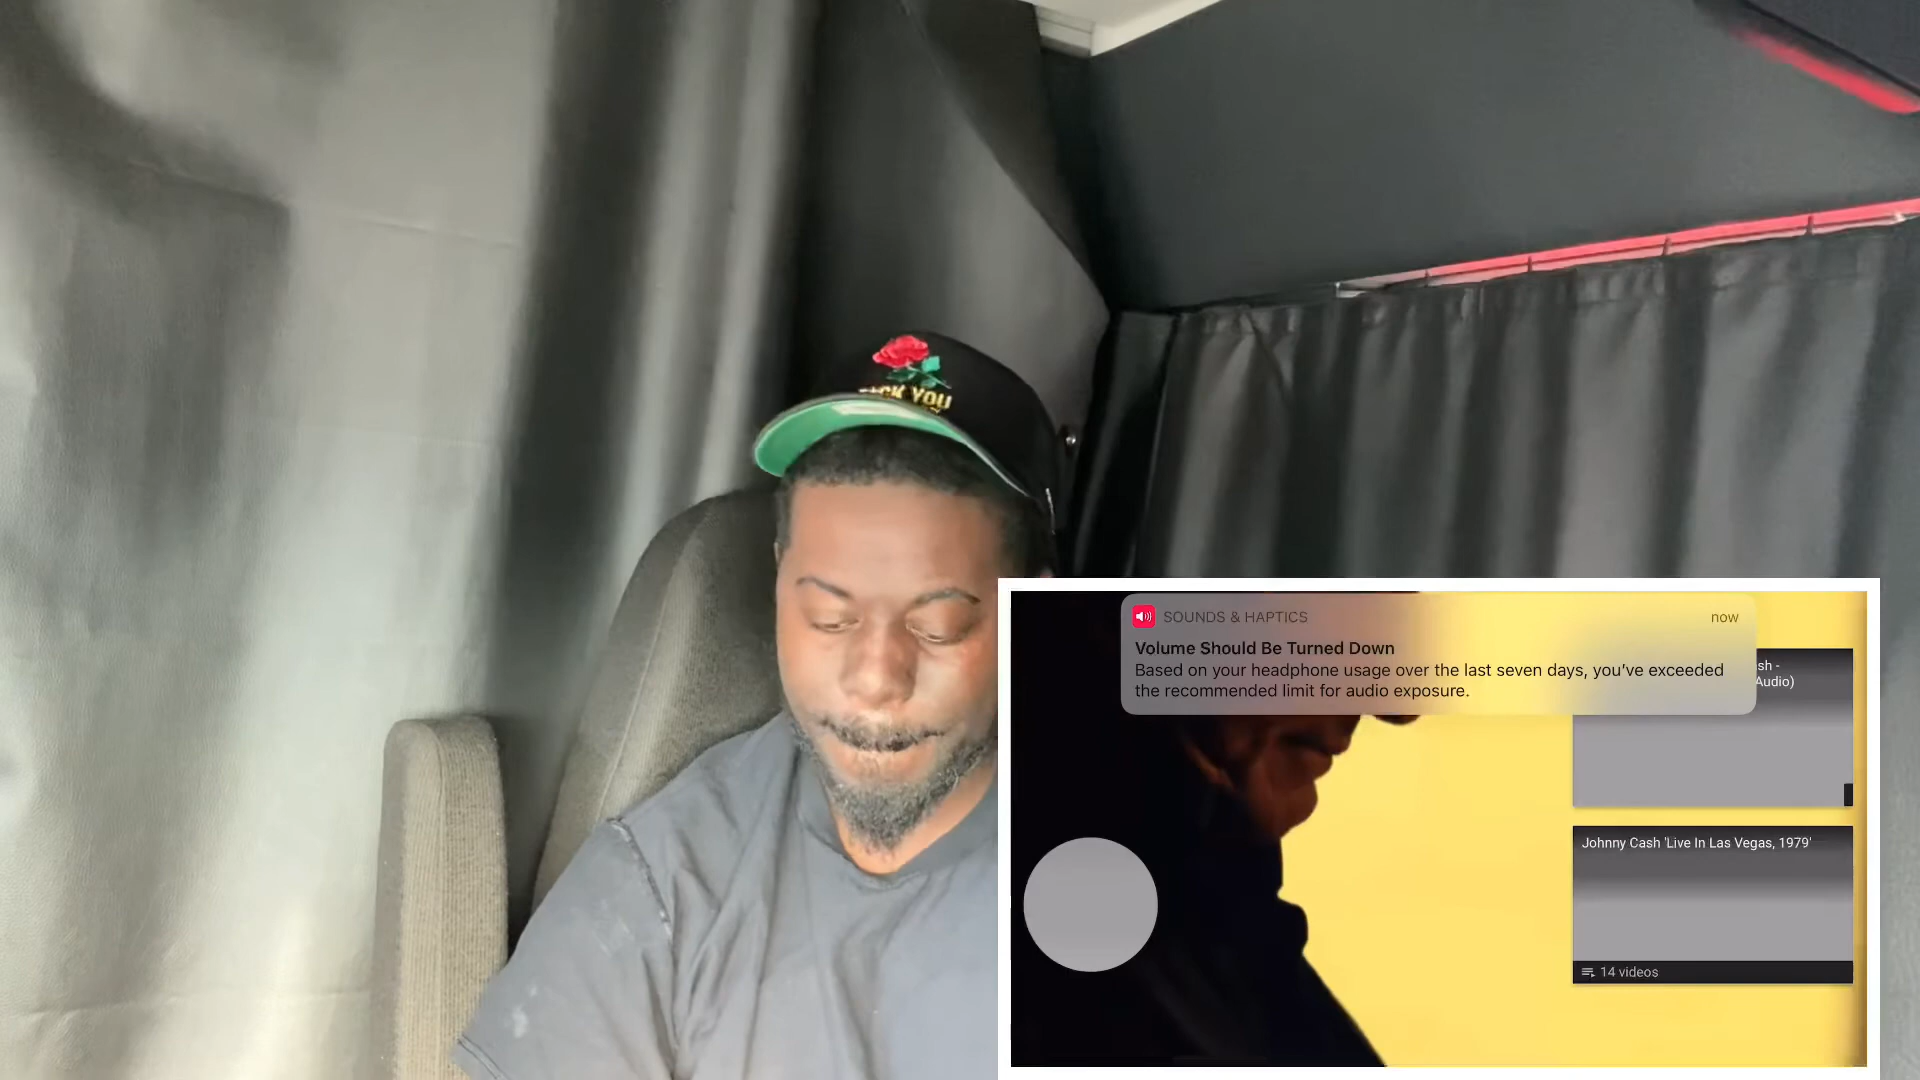 YOU
SOUNDS & HAPTICS
now
Volume Should Be Turned Down
Based on your headphone usage over the last seven days, you've exceeded
the recommended limit for audio exposure.
sh -
Audio)
Johnny Cash 'Live In Las Vegas, 1979'
14 videos